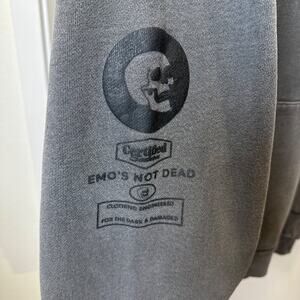 Certified
EMO'S NOT DEAD
CLOTHING ENGINEERED
FOR THE DARK & DAMAGED